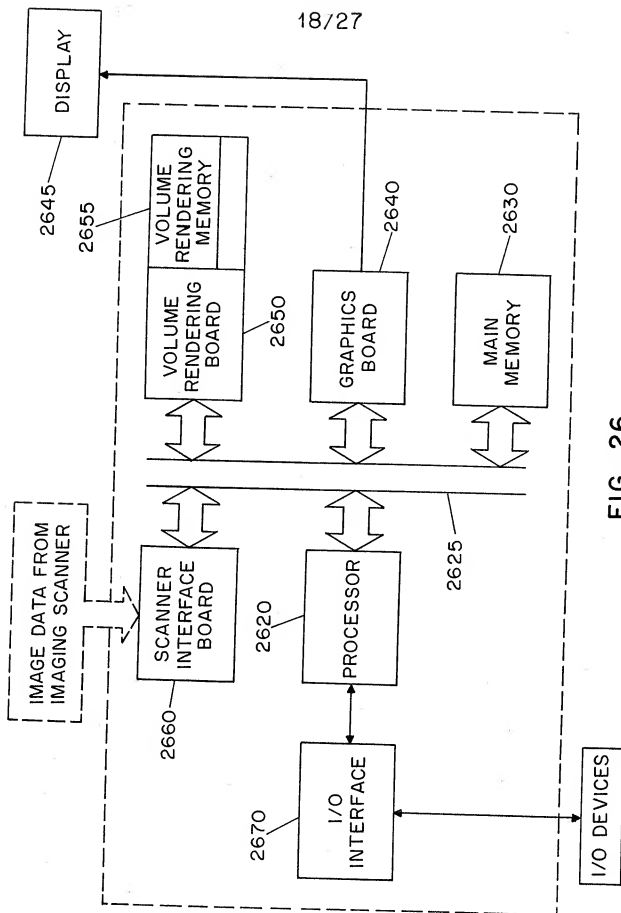 18/27
DISPLAY
2645
2655
VOLUME
RENDERING
MEMORY
VOLUME
RENDERING
BOARD
2650
2640
GRAPHICS
BOARD
2630
MAIN
MEMORY
IMAGE DATA FROM
IMAGING SCANNER
SCANNER
INTERFACE
BOARD
2660
2620
PROCESSOR
2625
2670
I/O
INTERFACE
I/O DEVICES
FIG. 26